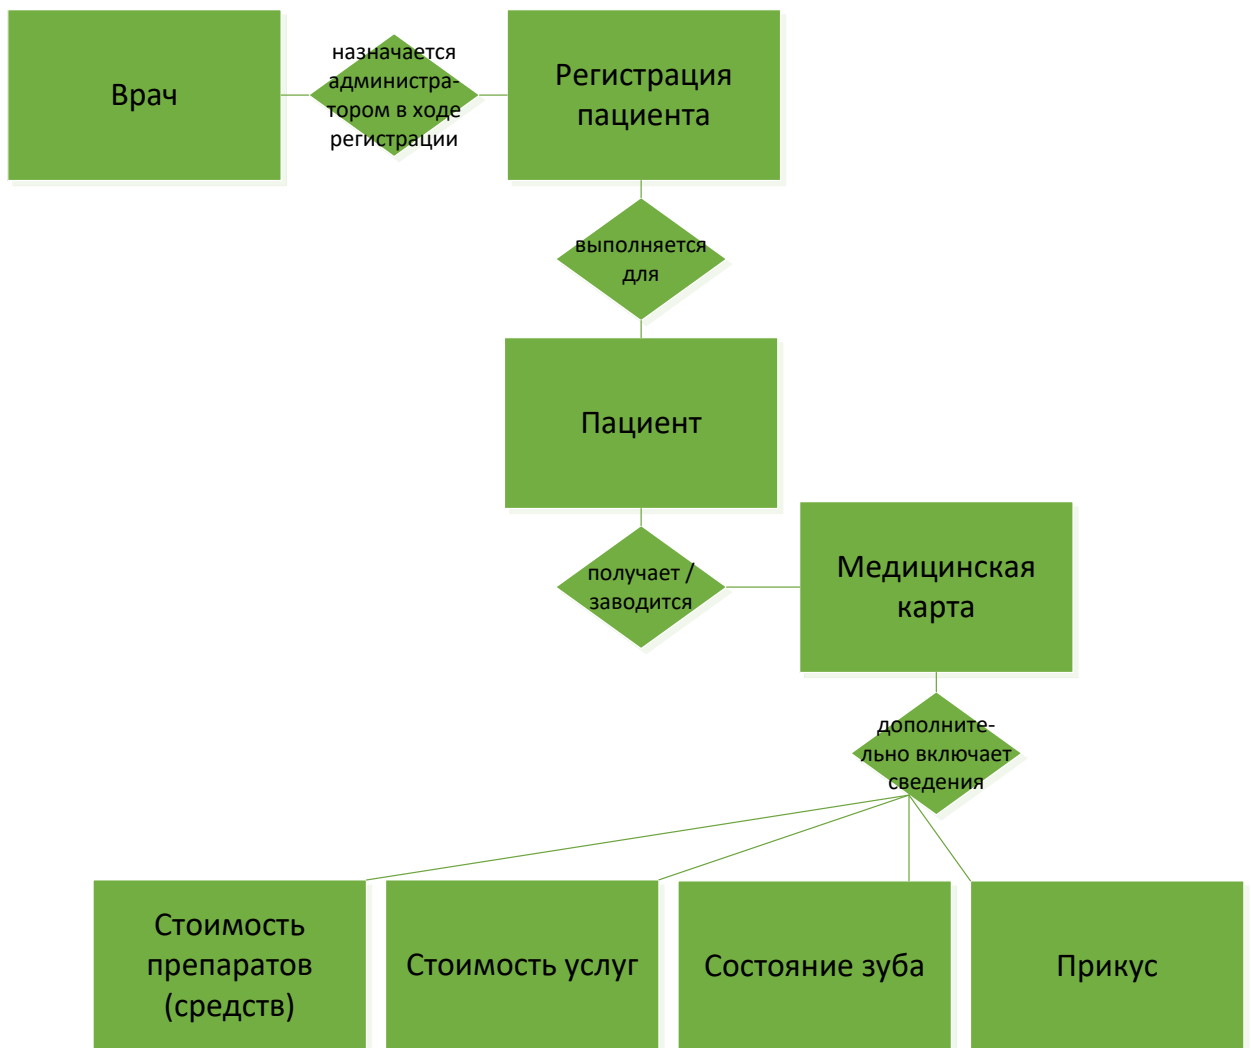 Врач
назначается
администра-
тором в ходе
регистрации
Регистрация
пациента
выполняется
для
Пациент
получает /
заводится
Медицинская
карта
дополните-
льно включает
сведения
Стоимость
препаратов
(средств)
Стоимость услуг
Состояние зуба
Прикус